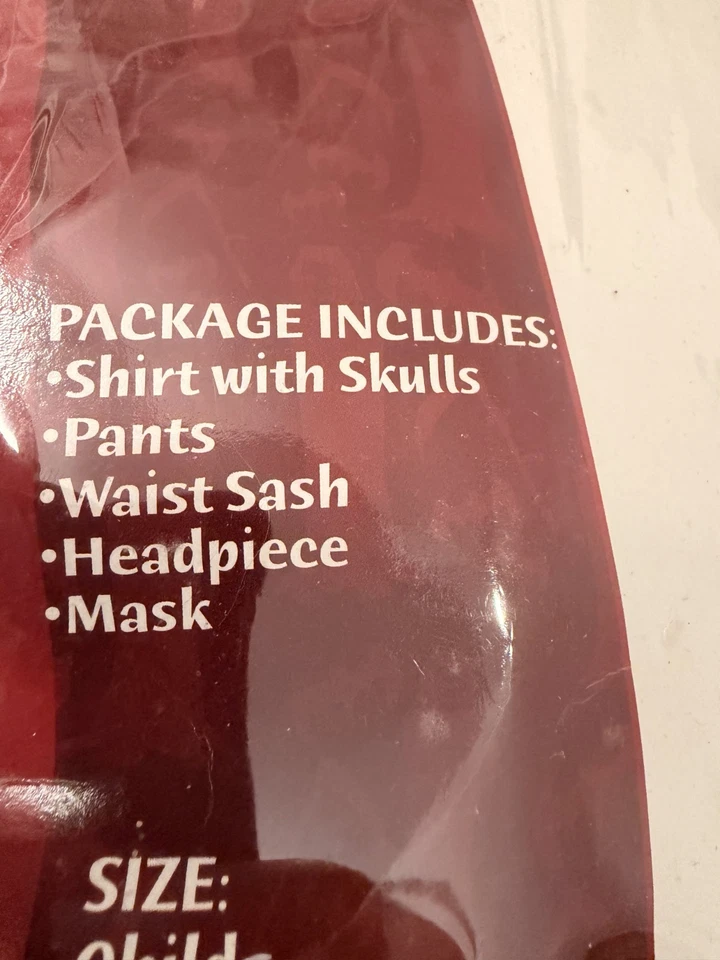 PACKAGE INCLUDES:
•Shirt with Skulls
•Pants
•Waist Sash
•Headpiece
•Mask
SIZE: